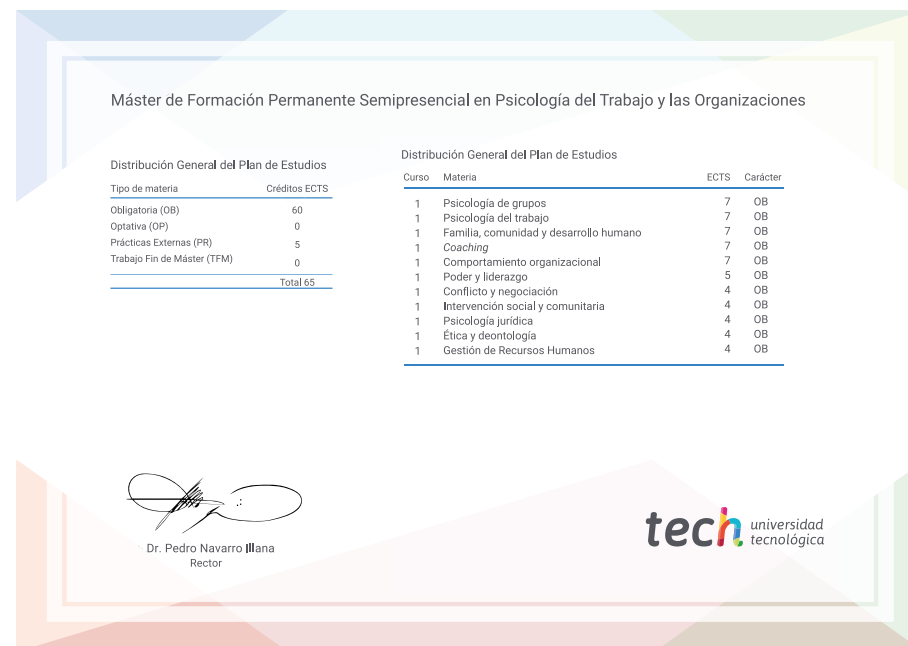 Máster de Formación Permanente Semipresencial en Psicología del Trabajo y las Organizaciones
Distribución General del Plan de Estudios
Tipo de materia Créditos ECTS
Obligatoria (OB) 60
Optativa (OP) 0
Prácticas Externas (PR) 5
Trabajo Fin de Máster (TFM) 0
Total 65
Distribución General del Plan de Estudios
Curso Materia ECTS Carácter
1 Psicología de grupos 7 OB
1 Psicología del trabajo 7 OB
1 Familia, comunidad y desarrollo humano 7 OB
1 Coaching 7 OB
1 Comportamiento organizacional 7 OB
1 Poder y liderazgo 5 OB
1 Conflicto y negociación 4 OB
1 Intervención social y comunitaria 4 OB
1 Psicología jurídica 4 OB
1 Ética y deontología 4 OB
1 Gestión de Recursos Humanos 4 OB
Dr. Pedro Navarro Illana
Rector
tech universidad
tecnológica